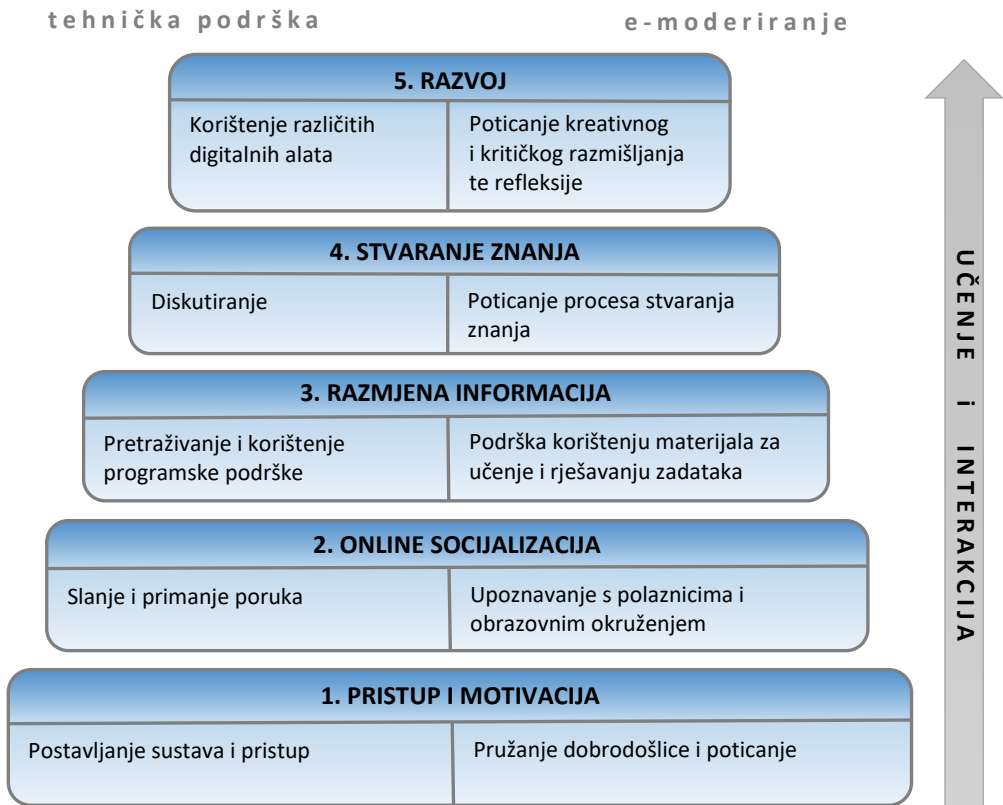 tehnička podrška
e-moderiranje
5. RAZVOJ
Korištenje različitih
digitalnih alata
Poticanje kreativnog
i kritičkog razmišljanja
te refleksije
4. STVARANJE ZNANJA
Diskutiranje
Poticanje procesa stvaranja
znanja
3. RAZMJENA INFORMACIJA
Pretraživanje i korištenje
programske podrške
Podrška korištenju materijala za
učenje i rješavanju zadataka
2. ONLINE SOCIJALIZACIJA
Slanje i primanje poruka
Upoznavanje s polaznicima i
obrazovnim okruženjem
1. PRISTUP I MOTIVACIJA
Postavljanje sustava i pristup
Pružanje dobrodošlice i poticanje
UČENJE i INTERAKCIJA